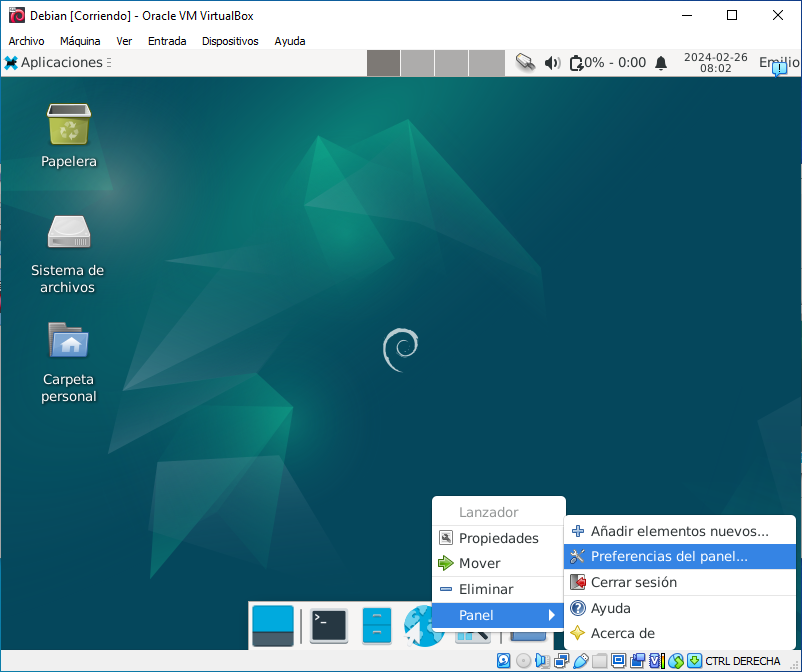 Debian [Corriendo] - Oracle VM VirtualBox
Archivo Máquina Ver Entrada Dispositivos Ayuda
Aplicaciones
0% - 0:00
2024-02-26
08:02
Emilio
Papelera
Sistema de
archivos
Carpeta
personal
Lanzador
Propiedades
Mover
Eliminar
Panel
Añadir elementos nuevos...
Preferencias del panel...
Cerrar sesión
Ayuda
Acerca de
CTRL DERECHA